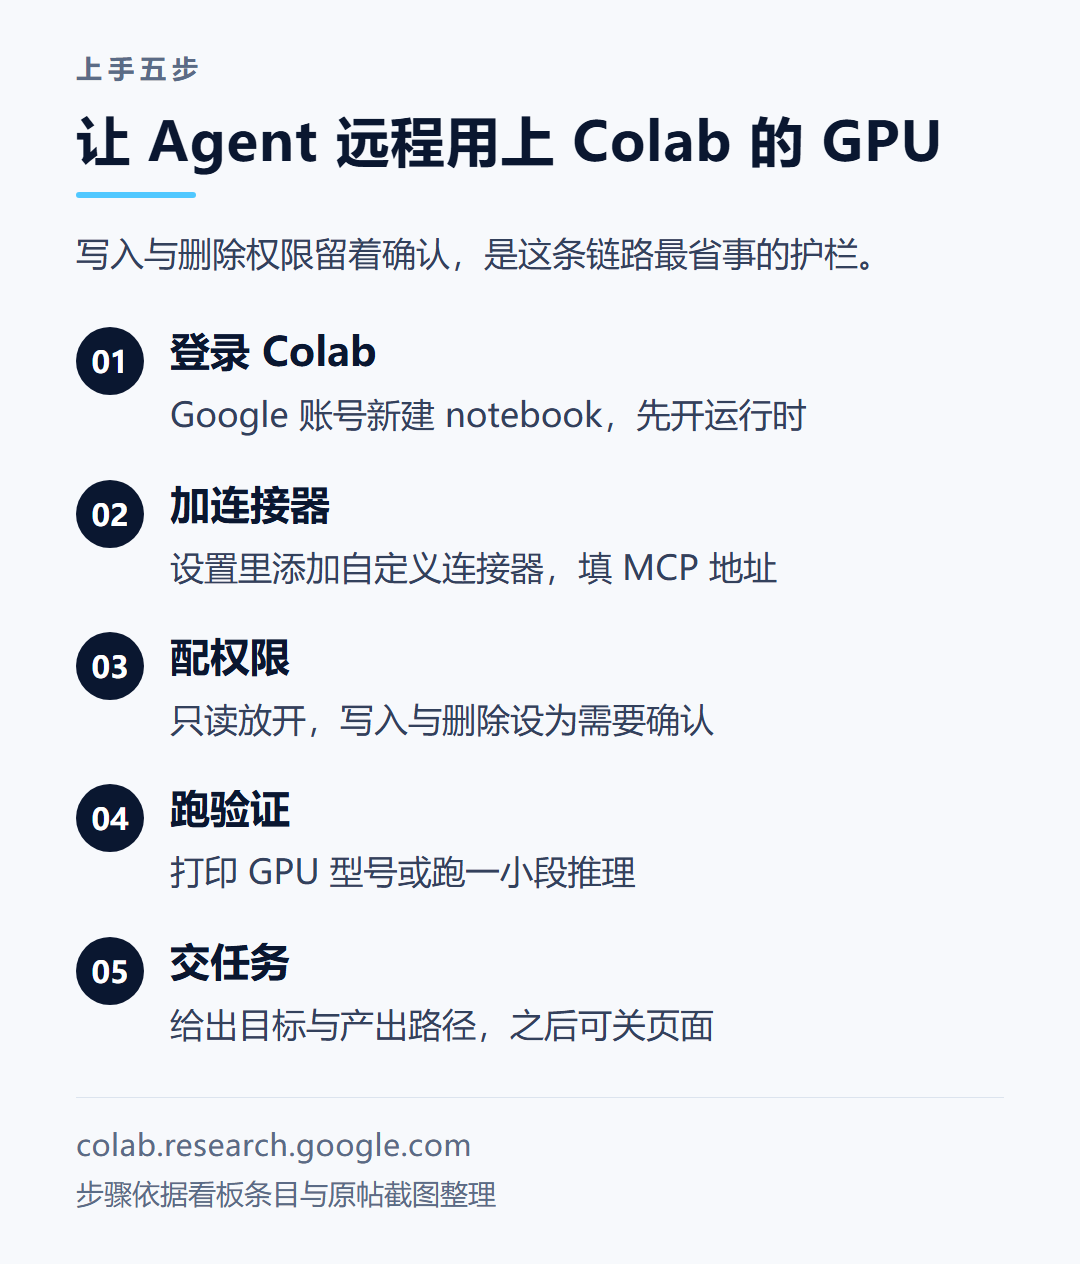 上手五步
让 Agent 远程用上 Colab 的 GPU
写入与删除权限留着确认，是这条链路最省事的护栏。
01
登录 Colab
Google 账号新建 notebook，先开运行时
02
加连接器
设置里添加自定义连接器，填 MCP 地址
03
配权限
只读放开，写入与删除设为需要确认
04
跑验证
打印 GPU 型号或跑一小段推理
05
交任务
给出目标与产出路径，之后可关页面
colab.research.google.com
步骤依据看板条目与原帖截图整理